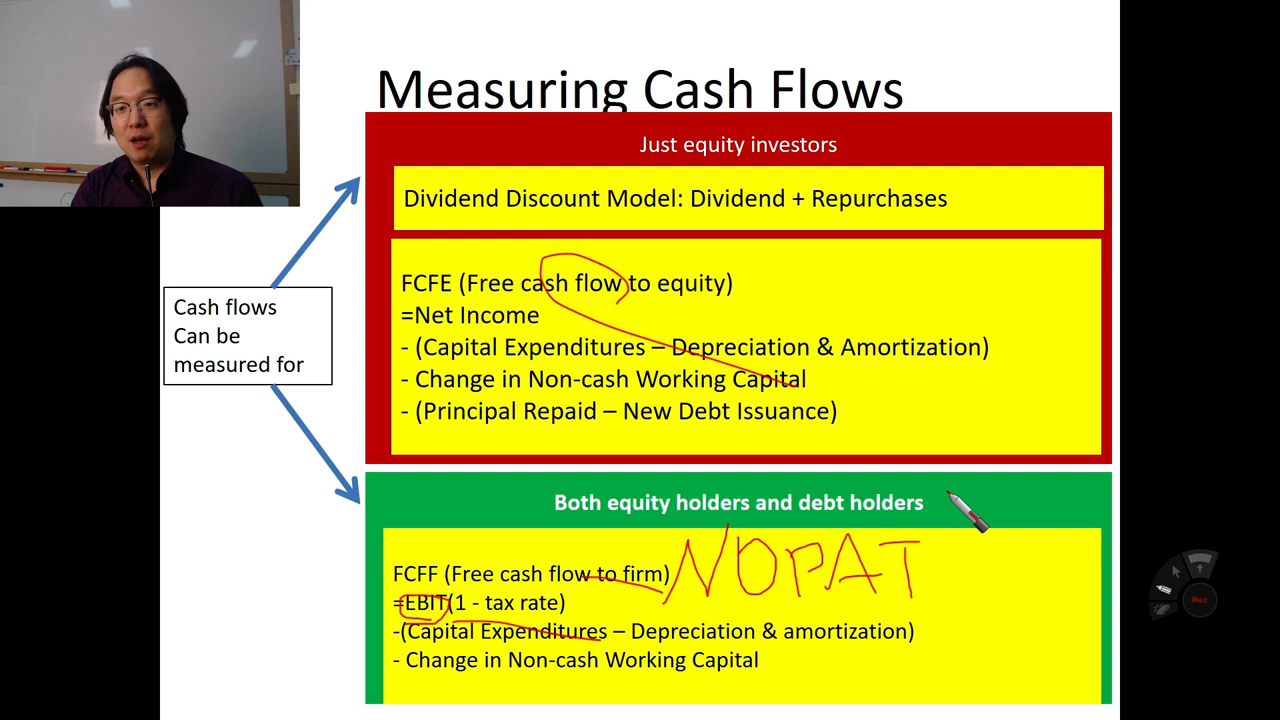 Measuring Cash Flows
Just equity investors
Dividend Discount Model: Dividend + Repurchases
FCFE (Free cash flow to equity)
=Net Income
- (Capital Expenditures – Depreciation & Amortization)
- Change in Non-cash Working Capital
- (Principal Repaid – New Debt Issuance)
Cash flows
Can be
measured for
Both equity holders and debt holders
NOPAT
FCFF (Free cash flow to firm)
=EBIT(1 - tax rate)
-(Capital Expenditures – Depreciation & amortization)
- Change in Non-cash Working Capital
Rec